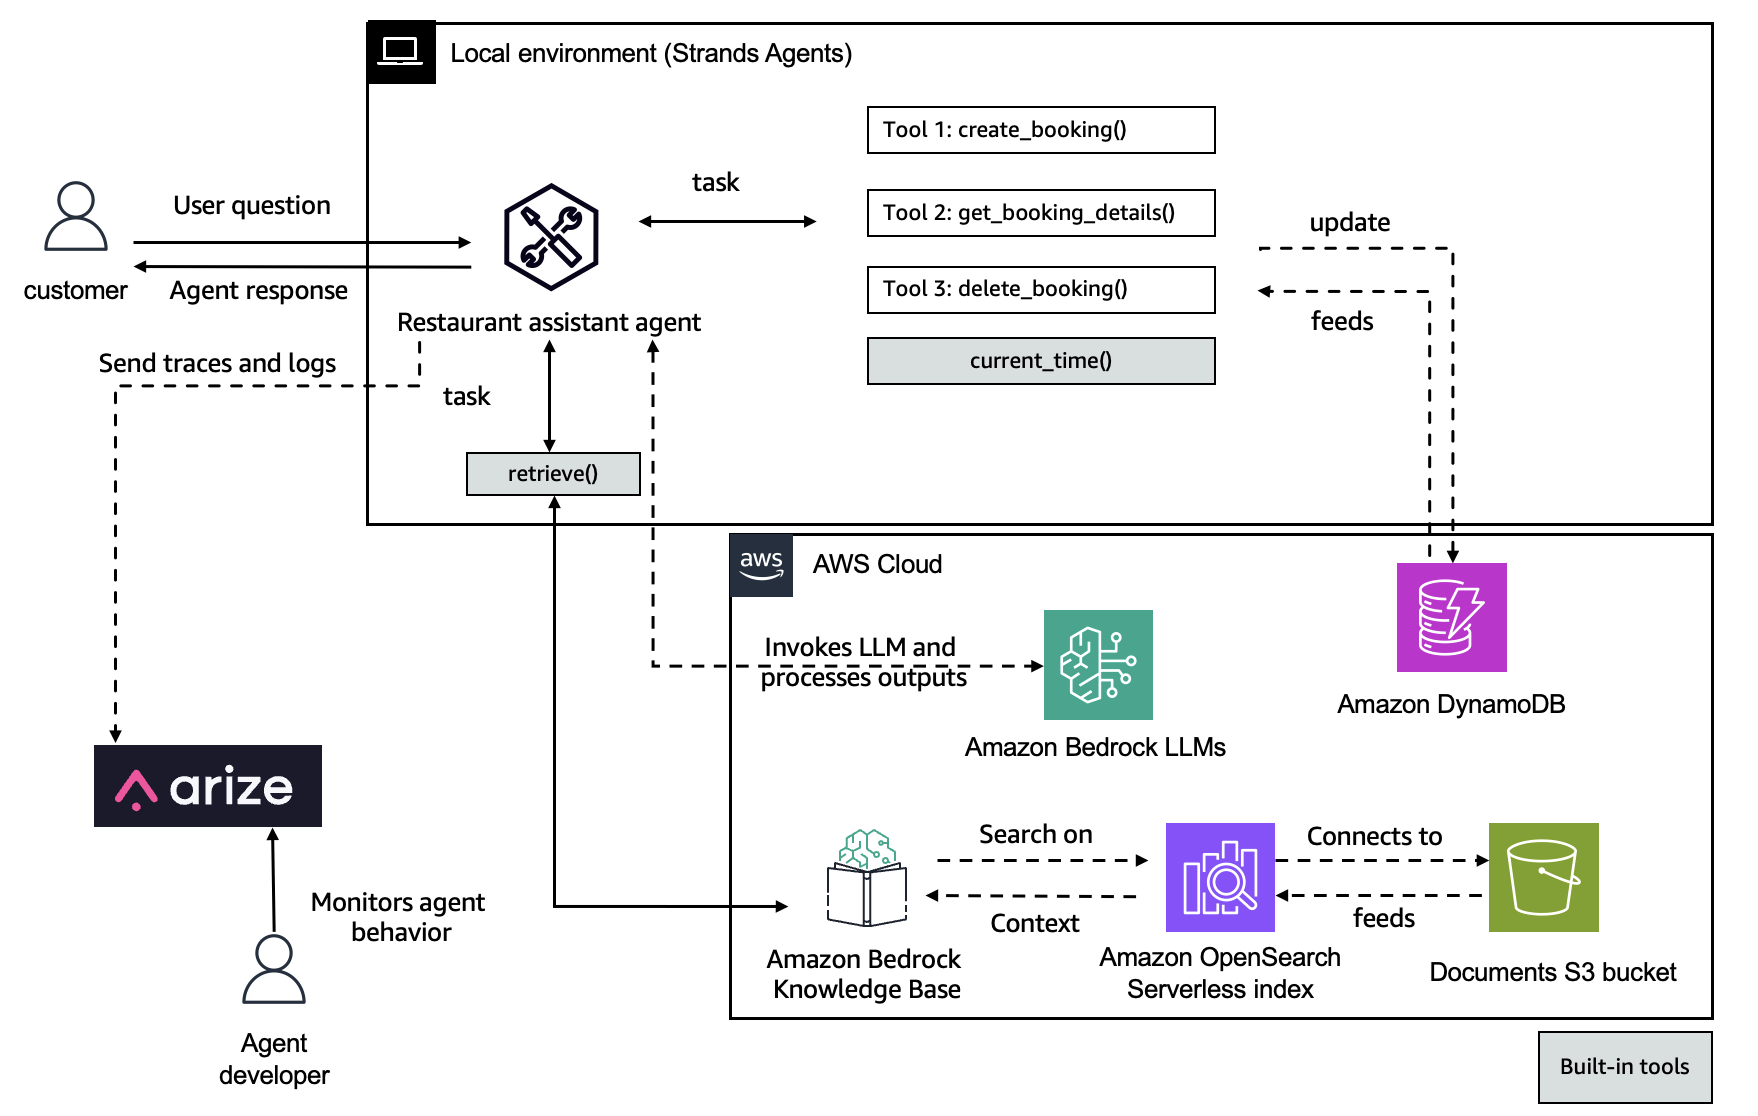 Local environment (Strands Agents)
Tool 1: create_booking()
task
User question
Tool 2: get_booking_details()
update
customer
Agent response
Tool 3: delete_booking()
feeds
Restaurant assistant agent
Send traces and logs
current_time()
task
retrieve()
aws
AWS Cloud
Invokes LLM and
processes outputs
Amazon DynamoDB
Amazon Bedrock LLMs
arize
Search on
Connects to
Monitors agent
behavior
Context
feeds
Amazon Bedrock
Knowledge Base
Amazon OpenSearch
Serverless index
Documents S3 bucket
Agent
developer
Built-in tools